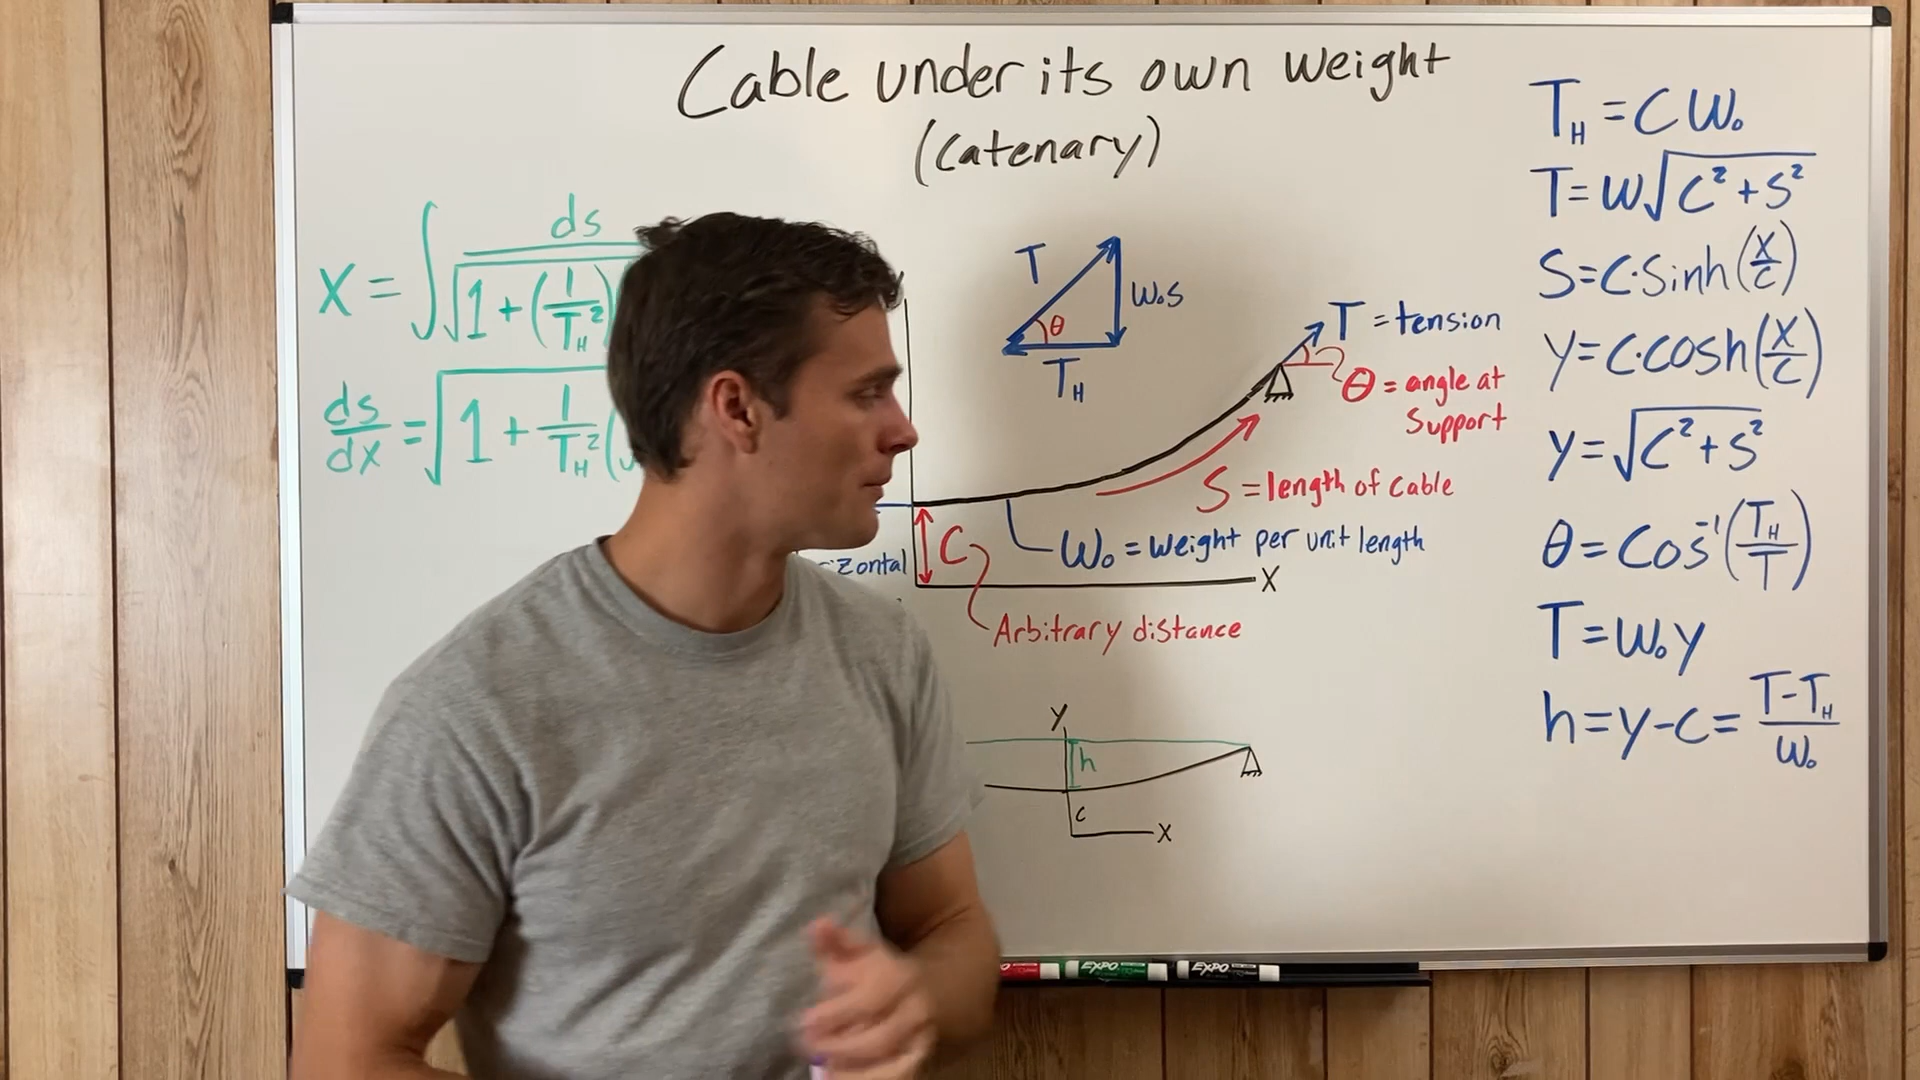 Cable under its own weight
(Catenary)
X = ∫ ds
√1 + (1/T_H²)
ds/dx = √1 + 1/T_H² (
T
W₀S
θ
T_H
T = tension
θ = angle at
Support
S = length of cable
C
W₀ = weight per unit length
X
Arbitrary distance
y
h
c
X
T_H = C W₀
T = W√C² + S²
S = C·Sinh(X/C)
y = C·cosh(X/C)
y = √C² + S²
θ = Cos⁻¹(T_H/T)
T = W₀y
h = y - c = T - T_H / W₀
EXPO
EXPO